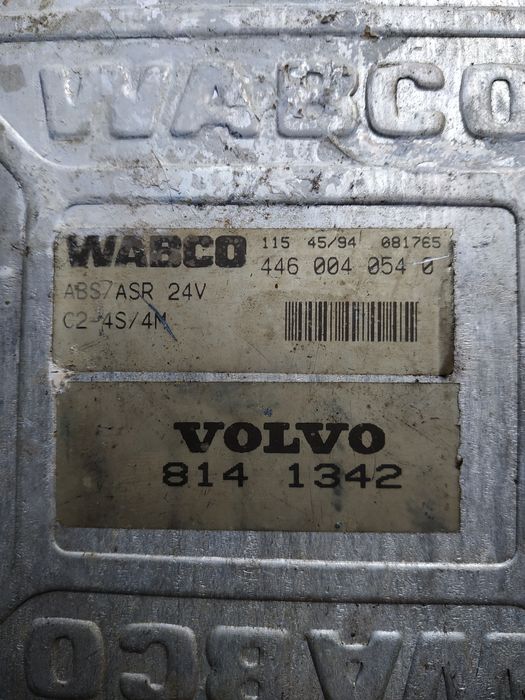 WABCO
WABCO 115 45/94 081765
446 004 054 0
ABS/ASR 24V
C2-4S/4M
VOLVO
814 1342
WABCO